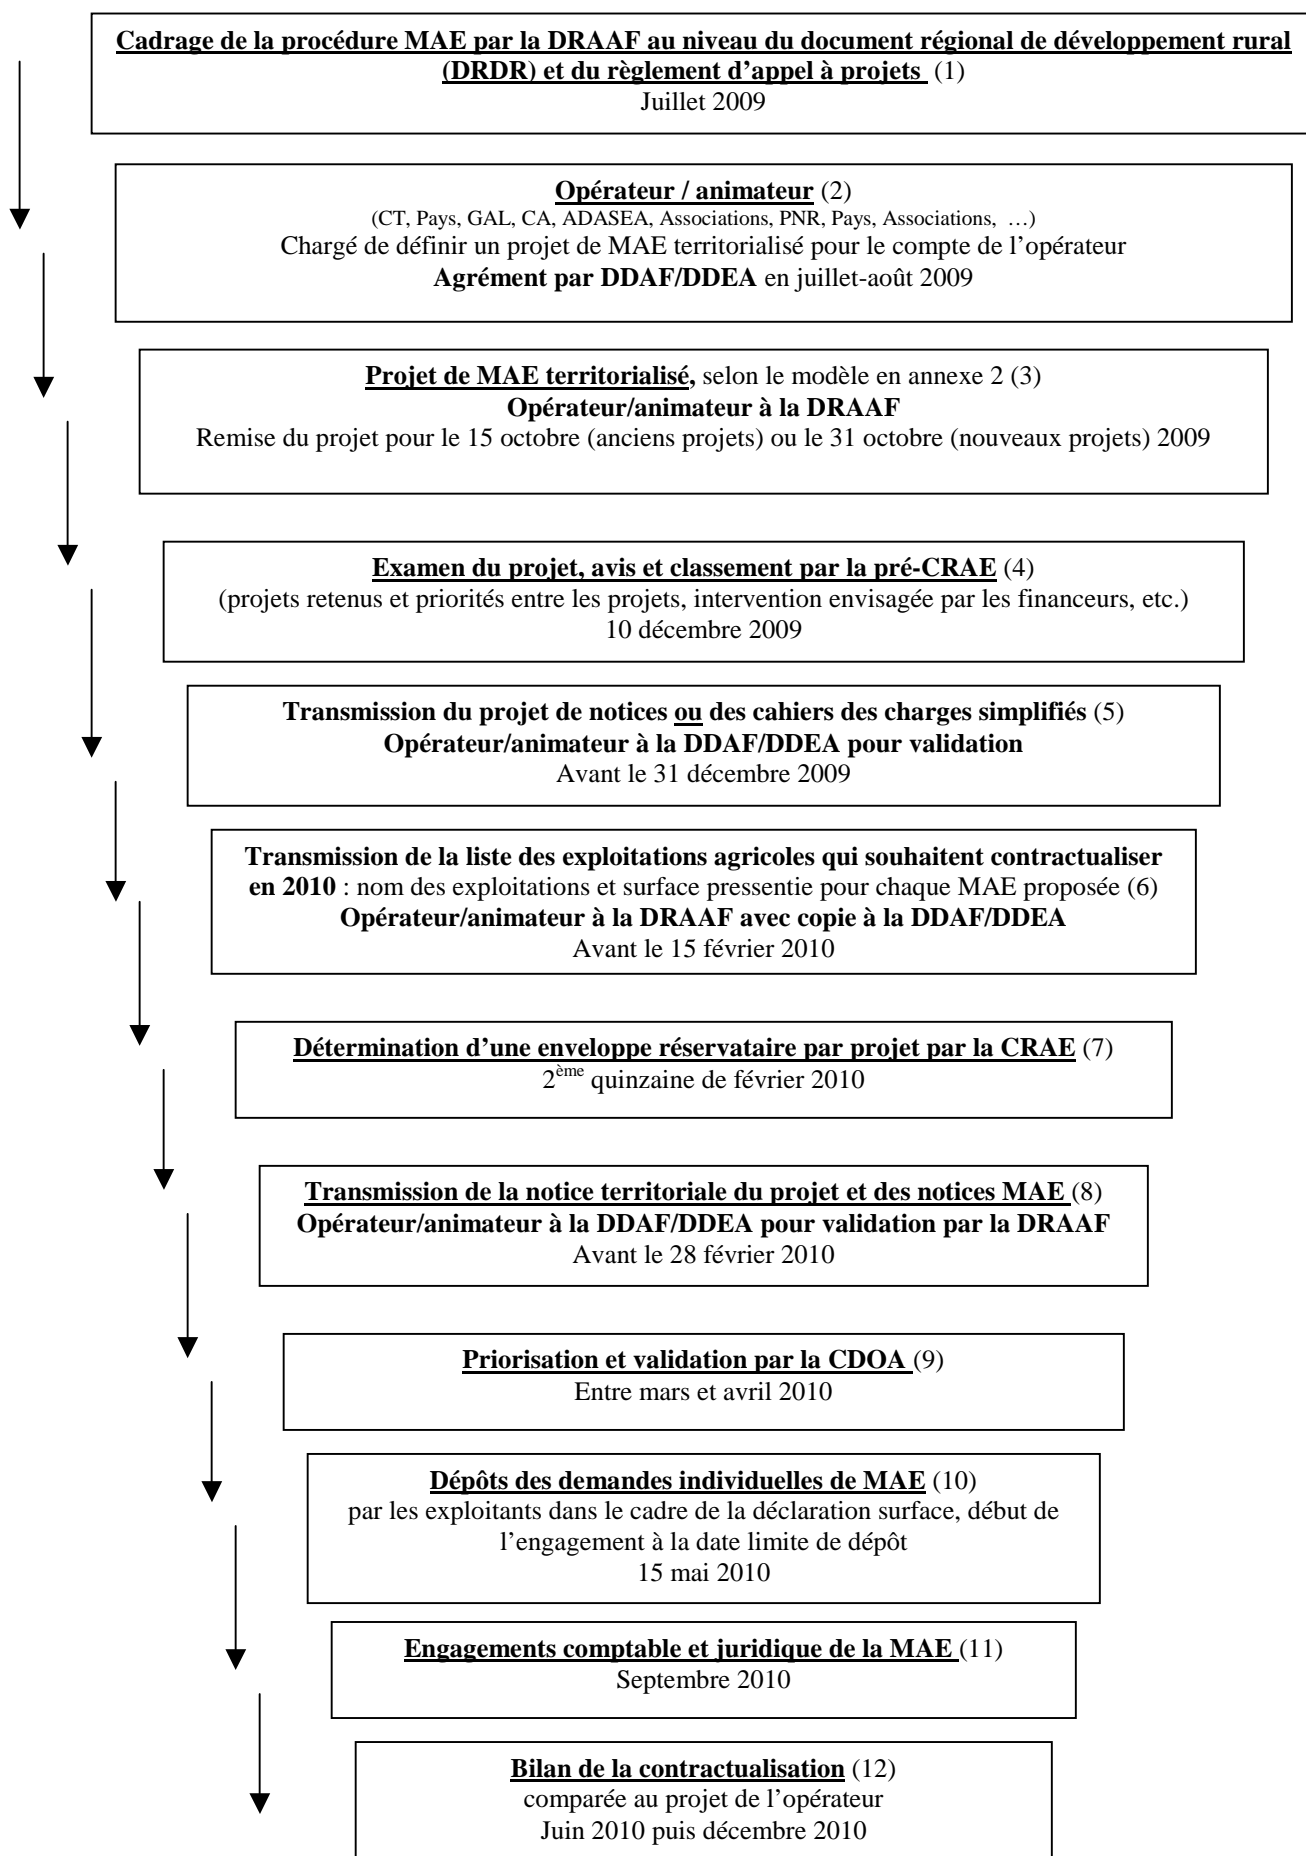 Cadrage de la procédure MAE par la DRAAF au niveau du document régional de développement rural
(DRDR) et du règlement d’appel à projets (1)
Juillet 2009
Opérateur / animateur (2)
(CT, Pays, GAL, CA, ADASEA, Associations, PNR, Pays, Associations, …)
Chargé de définir un projet de MAE territorialisé pour le compte de l’opérateur
Agrément par DDAF/DDEA en juillet-août 2009
Projet de MAE territorialisé, selon le modèle en annexe 2 (3)
Opérateur/animateur à la DRAAF
Remise du projet pour le 15 octobre (anciens projets) ou le 31 octobre (nouveaux projets) 2009
Examen du projet, avis et classement par la pré-CRAE (4)
(projets retenus et priorités entre les projets, intervention envisagée par les financeurs, etc.)
10 décembre 2009
Transmission du projet de notices ou des cahiers des charges simplifiés (5)
Opérateur/animateur à la DDAF/DDEA pour validation
Avant le 31 décembre 2009
Transmission de la liste des exploitations agricoles qui souhaitent contractualiser
en 2010 : nom des exploitations et surface pressentie pour chaque MAE proposée (6)
Opérateur/animateur à la DRAAF avec copie à la DDAF/DDEA
Avant le 15 février 2010
Détermination d’une enveloppe réservataire par projet par la CRAE (7)
2ème quinzaine de février 2010
Transmission de la notice territoriale du projet et des notices MAE (8)
Opérateur/animateur à la DDAF/DDEA pour validation par la DRAAF
Avant le 28 février 2010
Priorisation et validation par la CDOA (9)
Entre mars et avril 2010
Dépôts des demandes individuelles de MAE (10)
par les exploitants dans le cadre de la déclaration surface, début de
l’engagement à la date limite de dépôt
15 mai 2010
Engagements comptable et juridique de la MAE (11)
Septembre 2010
Bilan de la contractualisation (12)
comparée au projet de l’opérateur
Juin 2010 puis décembre 2010